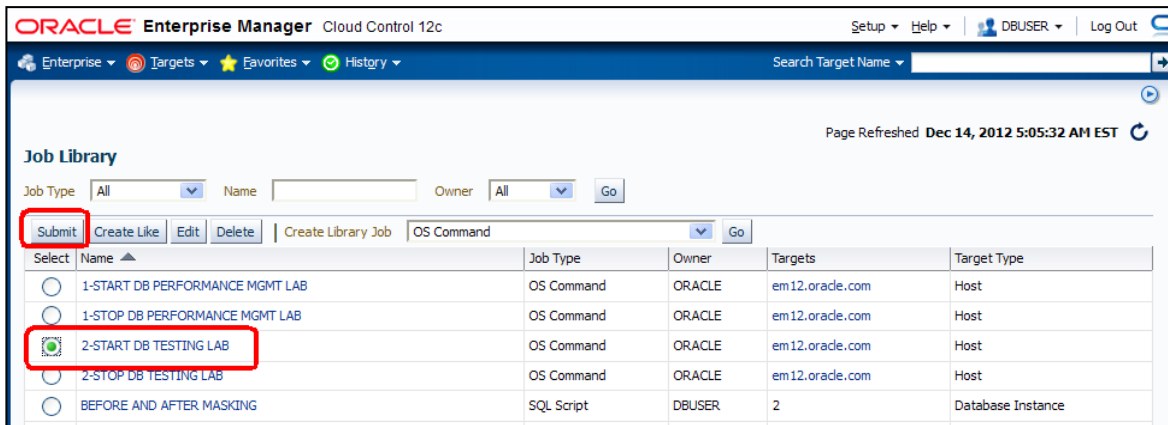 ORACLE Enterprise Manager Cloud Control 12c Setup Help DBUSER Log Out
Enterprise Targets Favorites History Search Target Name
Page Refreshed Dec 14, 2012 5:05:32 AM EST
Job Library
Job Type All Name Owner All Go
Submit Create Like Edit Delete Create Library Job OS Command Go
Select Name Job Type Owner Targets Target Type
1-START DB PERFORMANCE MGMT LAB OS Command ORACLE em12.oracle.com Host
1-STOP DB PERFORMANCE MGMT LAB OS Command ORACLE em12.oracle.com Host
2-START DB TESTING LAB OS Command ORACLE em12.oracle.com Host
2-STOP DB TESTING LAB OS Command ORACLE em12.oracle.com Host
BEFORE AND AFTER MASKING SQL Script DBUSER 2 Database Instance